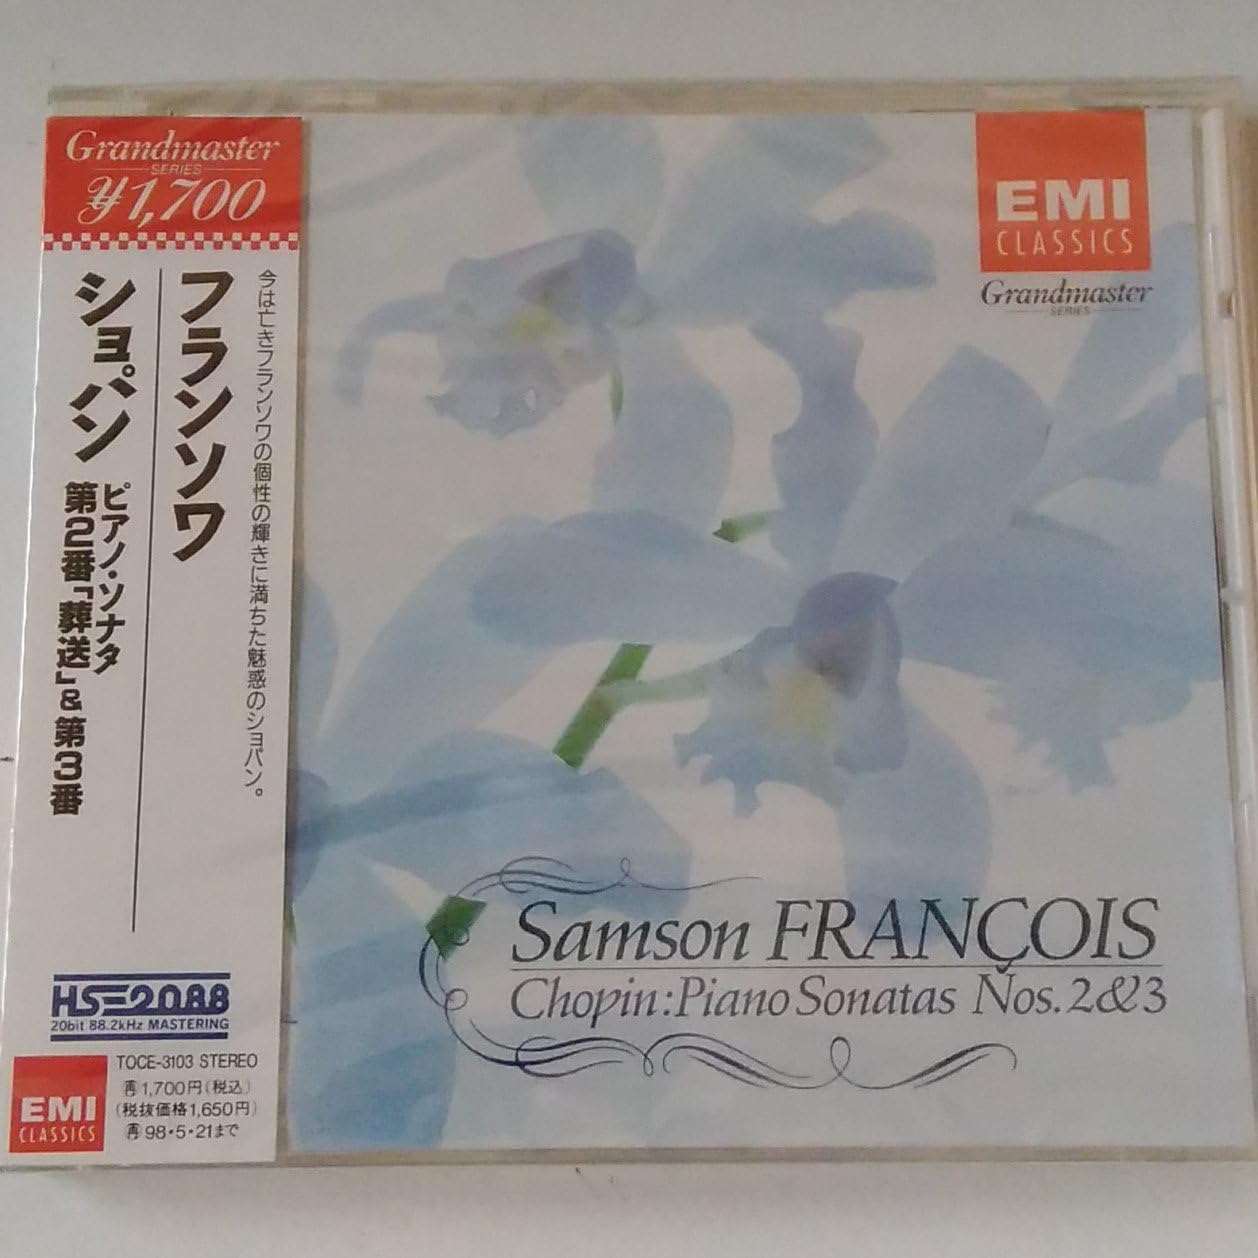 Grandmaster
SERIES
¥1,700
今は亡きフランソワの個性の輝きに満ちた魅惑のショパン。
フランソワ
ショパン
ピアノ・ソナタ
第2番「葬送」&第3番
HS-2088
20bit 88.2kHz MASTERING
EMI
CLASSICS
TOCE-3103 STEREO
再1,700円(税込)
(税抜価格1,650円)
再98・5・21まで
EMI
CLASSICS
Grandmaster
SERIES
Samson FRANÇOIS
Chopin:Piano Sonatas Nos.2&3